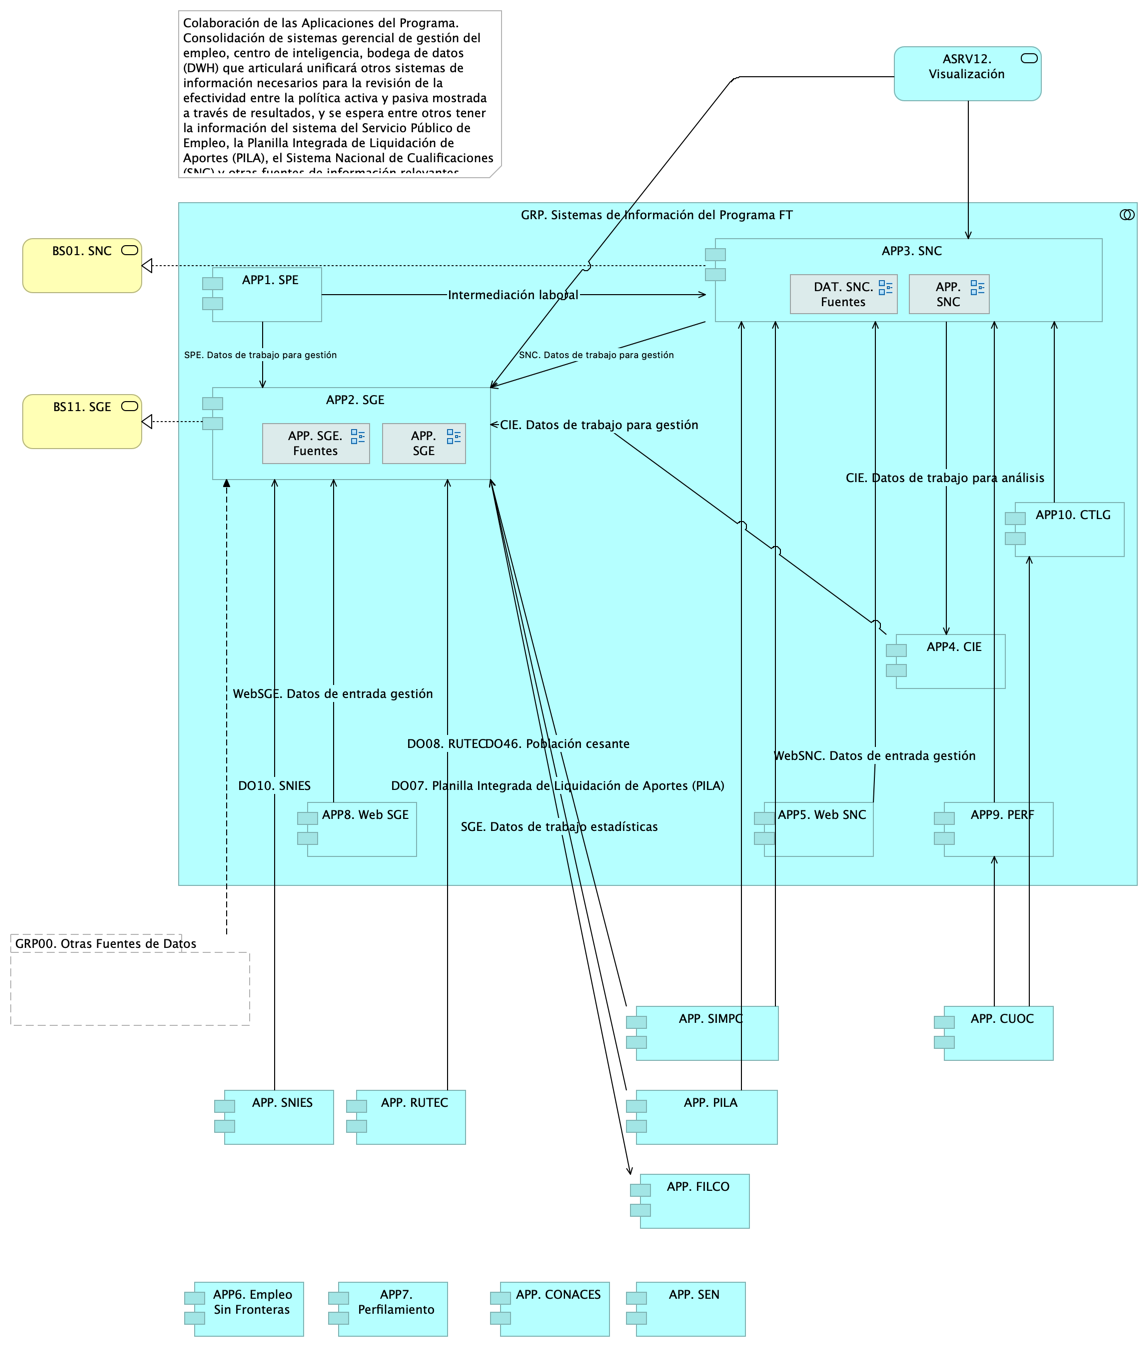 Colaboración de las Aplicaciones del Programa.
Consolidación de sistemas gerencial de gestión del
empleo, centro de inteligencia, bodega de datos
(DWH) que articulará unificará otros sistemas de
información necesarios para la revisión de la
efectividad entre la política activa y pasiva mostrada
a través de resultados, y se espera entre otros tener
la información del sistema del Servicio Público de
Empleo, la Planilla Integrada de Liquidación de
Aportes (PILA), el Sistema Nacional de Cualificaciones
(SNC) y otras fuentes de información relevantes
ASRV12.
Visualización
GRP. Sistemas de Información del Programa FT
BS01. SNC
APP1. SPE
APP3. SNC
DAT. SNC.
Fuentes
APP.
SNC
Intermediación laboral
SPE. Datos de trabajo para gestión
SNC. Datos de trabajo para gestión
BS11. SGE
APP2. SGE
APP. SGE.
Fuentes
APP.
SGE
CIE. Datos de trabajo para gestión
CIE. Datos de trabajo para análisis
APP10. CTLG
APP4. CIE
WebSGE. Datos de entrada gestión
DO08. RUTEC
DO46. Población cesante
WebSNC. Datos de entrada gestión
DO10. SNIES
DO07. Planilla Integrada de Liquidación de Aportes (PILA)
APP8. Web SGE
APP5. Web SNC
APP9. PERF
SGE. Datos de trabajo estadísticas
GRP00. Otras Fuentes de Datos
APP. SIMPC
APP. CUOC
APP. SNIES
APP. RUTEC
APP. PILA
APP. FILCO
APP6. Empleo
Sin Fronteras
APP7.
Perfilamiento
APP. CONACES
APP. SEN